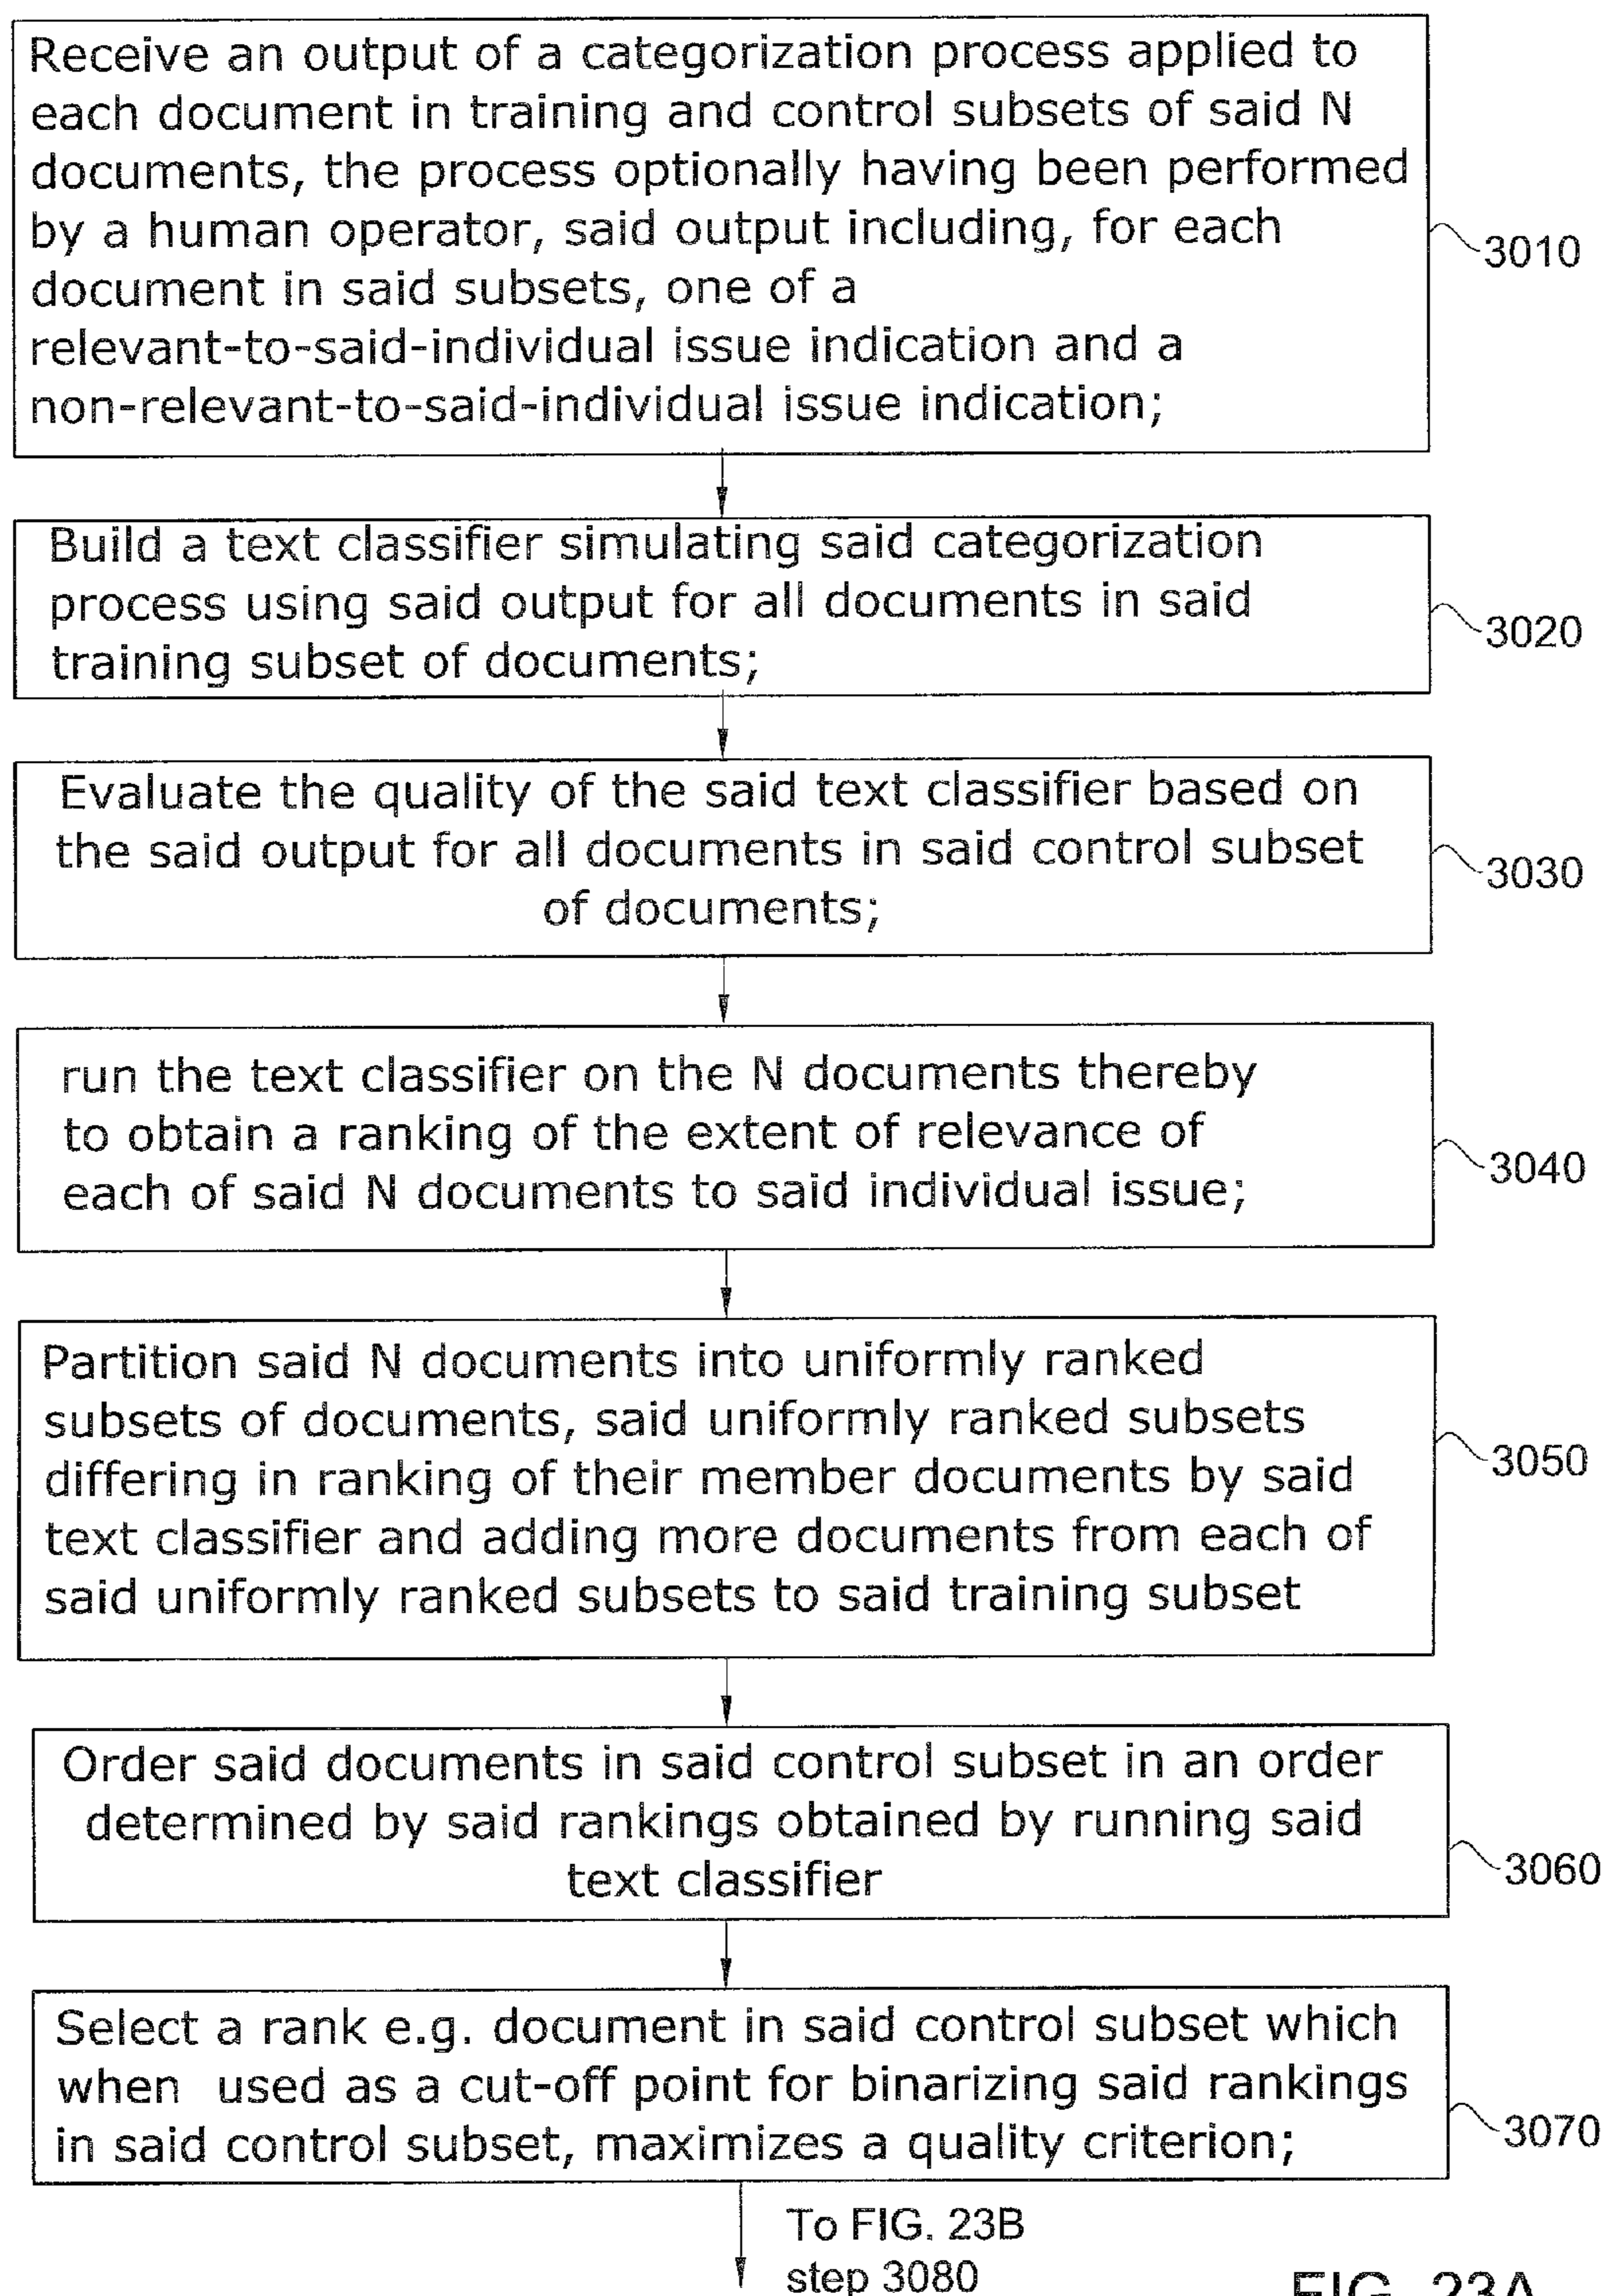 Receive an output of a categorization process applied to
each document in training and control subsets of said N
documents, the process optionally having been performed
by a human operator, said output including, for each
document in said subsets, one of a
relevant-to-said-individual issue indication and a
non-relevant-to-said-individual issue indication;
3010
Build a text classifier simulating said categorization
process using said output for all documents in said
training subset of documents;
3020
Evaluate the quality of the said text classifier based on
the said output for all documents in said control subset
of documents;
3030
run the text classifier on the N documents thereby
to obtain a ranking of the extent of relevance of
each of said N documents to said individual issue;
3040
Partition said N documents into uniformly ranked
subsets of documents, said uniformly ranked subsets
differing in ranking of their member documents by said
text classifier and adding more documents from each of
said uniformly ranked subsets to said training subset
3050
Order said documents in said control subset in an order
determined by said rankings obtained by running said
text classifier
3060
Select a rank e.g. document in said control subset which
when used as a cut-off point for binarizing said rankings
in said control subset, maximizes a quality criterion;
3070
To FIG. 23B
step 3080
FIG. 23A